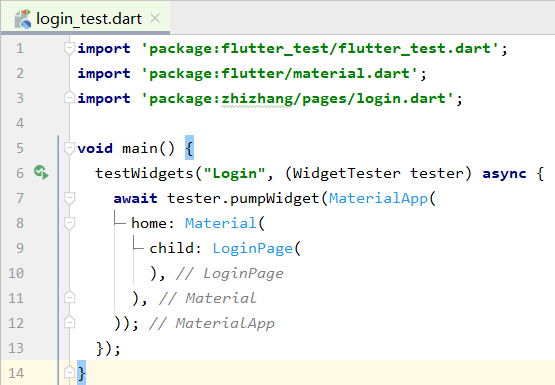 login_test.dart
1 import 'package:flutter_test/flutter_test.dart';
2 import 'package:flutter/material.dart';
3 import 'package:zhizhang/pages/login.dart';
4
5 void main() {
6 testWidgets("Login", (WidgetTester tester) async {
7 await tester.pumpWidget(MaterialApp(
8 home: Material(
9 child: LoginPage(
10 ), // LoginPage
11 ), // Material
12 )); // MaterialApp
13 });
14 }